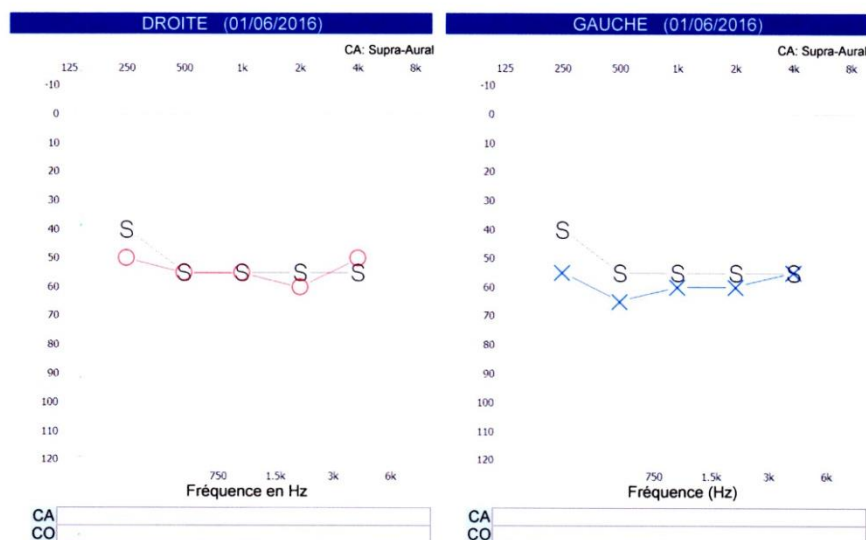 DROITE (01/06/2016)
CA: Supra-Aural
125 250 500 1k 2k 4k 8k
-10
0
10
20
30
40
50
60
70
80
90
100
110
120
S S S S S
750 1.5k 3k 6k
Fréquence en Hz
CA
CO
GAUCHE (01/06/2016)
CA: Supra-Aural
125 250 500 1k 2k 4k 8k
-10
0
10
20
30
40
50
60
70
80
90
100
110
120
S S S S S
750 1.5k 3k 6k
Fréquence (Hz)
CA
CO